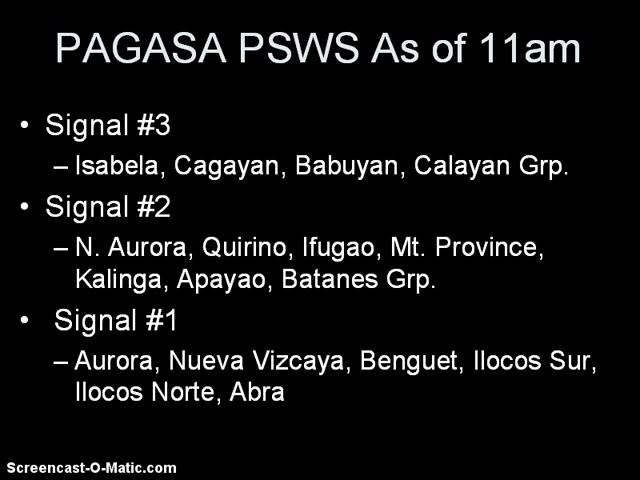 PAGASA PSWS As of 11am
• Signal #3
– Isabela, Cagayan, Babuyan, Calayan Grp.
• Signal #2
– N. Aurora, Quirino, Ifugao, Mt. Province,
Kalinga, Apayao, Batanes Grp.
• Signal #1
– Aurora, Nueva Vizcaya, Benguet, Ilocos Sur,
Ilocos Norte, Abra
Screencast-O-Matic.com